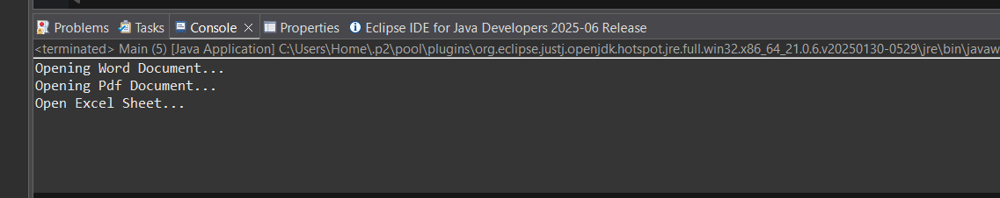 Problems Tasks Console Properties Eclipse IDE for Java Developers 2025-06 Release
<terminated> Main (5) [Java Application] C:\Users\Home\.p2\pool\plugins\org.eclipse.justj.openjdk.hotspot.jre.full.win32.x86_64_21.0.6.v20250130-0529\jre\bin\javaw
Opening Word Document...
Opening Pdf Document...
Open Excel Sheet...